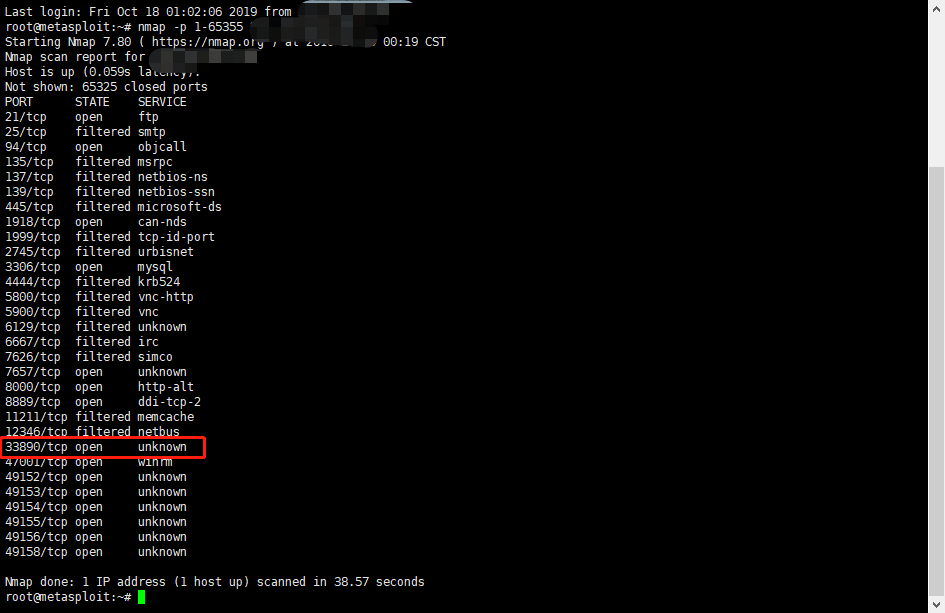 Last login: Fri Oct 18 01:02:06 2019 from
root@metasploit:~# nmap -p 1-65355
Starting Nmap 7.80 ( https://nmap.org ) at 00:19 CST
Nmap scan report for
Host is up (0.059s latency).
Not shown: 65325 closed ports
PORT STATE SERVICE
21/tcp open ftp
25/tcp filtered smtp
94/tcp open objcall
135/tcp filtered msrpc
137/tcp filtered netbios-ns
139/tcp filtered netbios-ssn
445/tcp filtered microsoft-ds
1918/tcp open can-nds
1999/tcp filtered tcp-id-port
2745/tcp filtered urbisnet
3306/tcp open mysql
4444/tcp filtered krb524
5800/tcp filtered vnc-http
5900/tcp filtered vnc
6129/tcp filtered unknown
6667/tcp filtered irc
7626/tcp filtered simco
7657/tcp open unknown
8000/tcp open http-alt
8889/tcp open ddi-tcp-2
11211/tcp filtered memcache
12346/tcp filtered netbus
33890/tcp open unknown
47001/tcp open winrm
49152/tcp open unknown
49153/tcp open unknown
49154/tcp open unknown
49155/tcp open unknown
49156/tcp open unknown
49158/tcp open unknown
Nmap done: 1 IP address (1 host up) scanned in 38.57 seconds
root@metasploit:~#